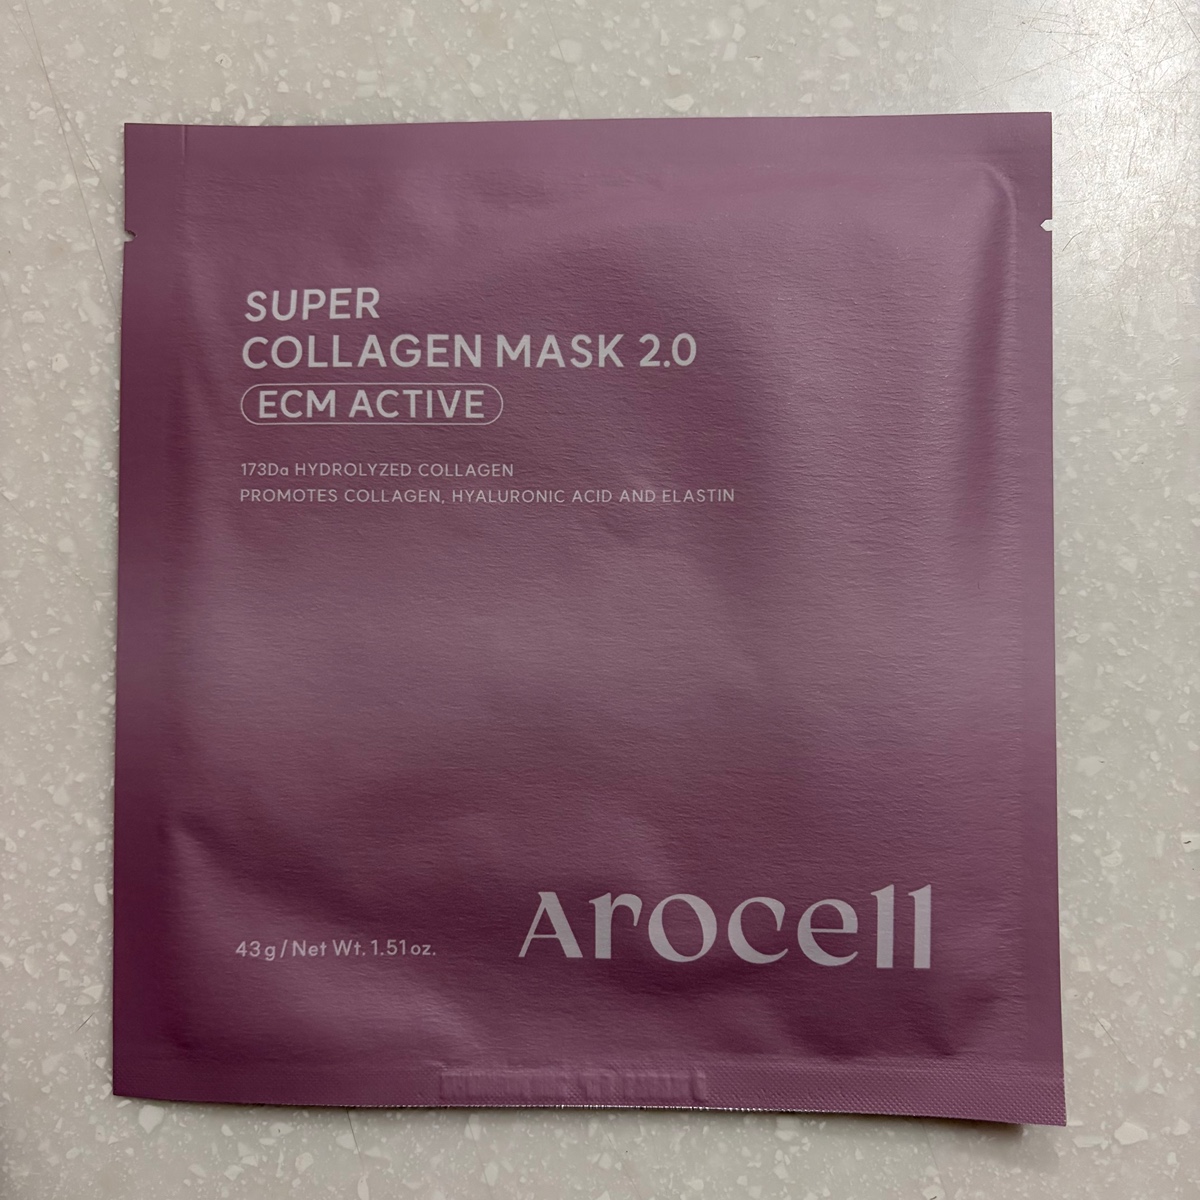 SUPER
COLLAGEN MASK 2.0
ECM ACTIVE
173Da HYDROLYZED COLLAGEN
PROMOTES COLLAGEN, HYALURONIC ACID AND ELASTIN
43g/Net Wt. 1.51oz.
Arocell